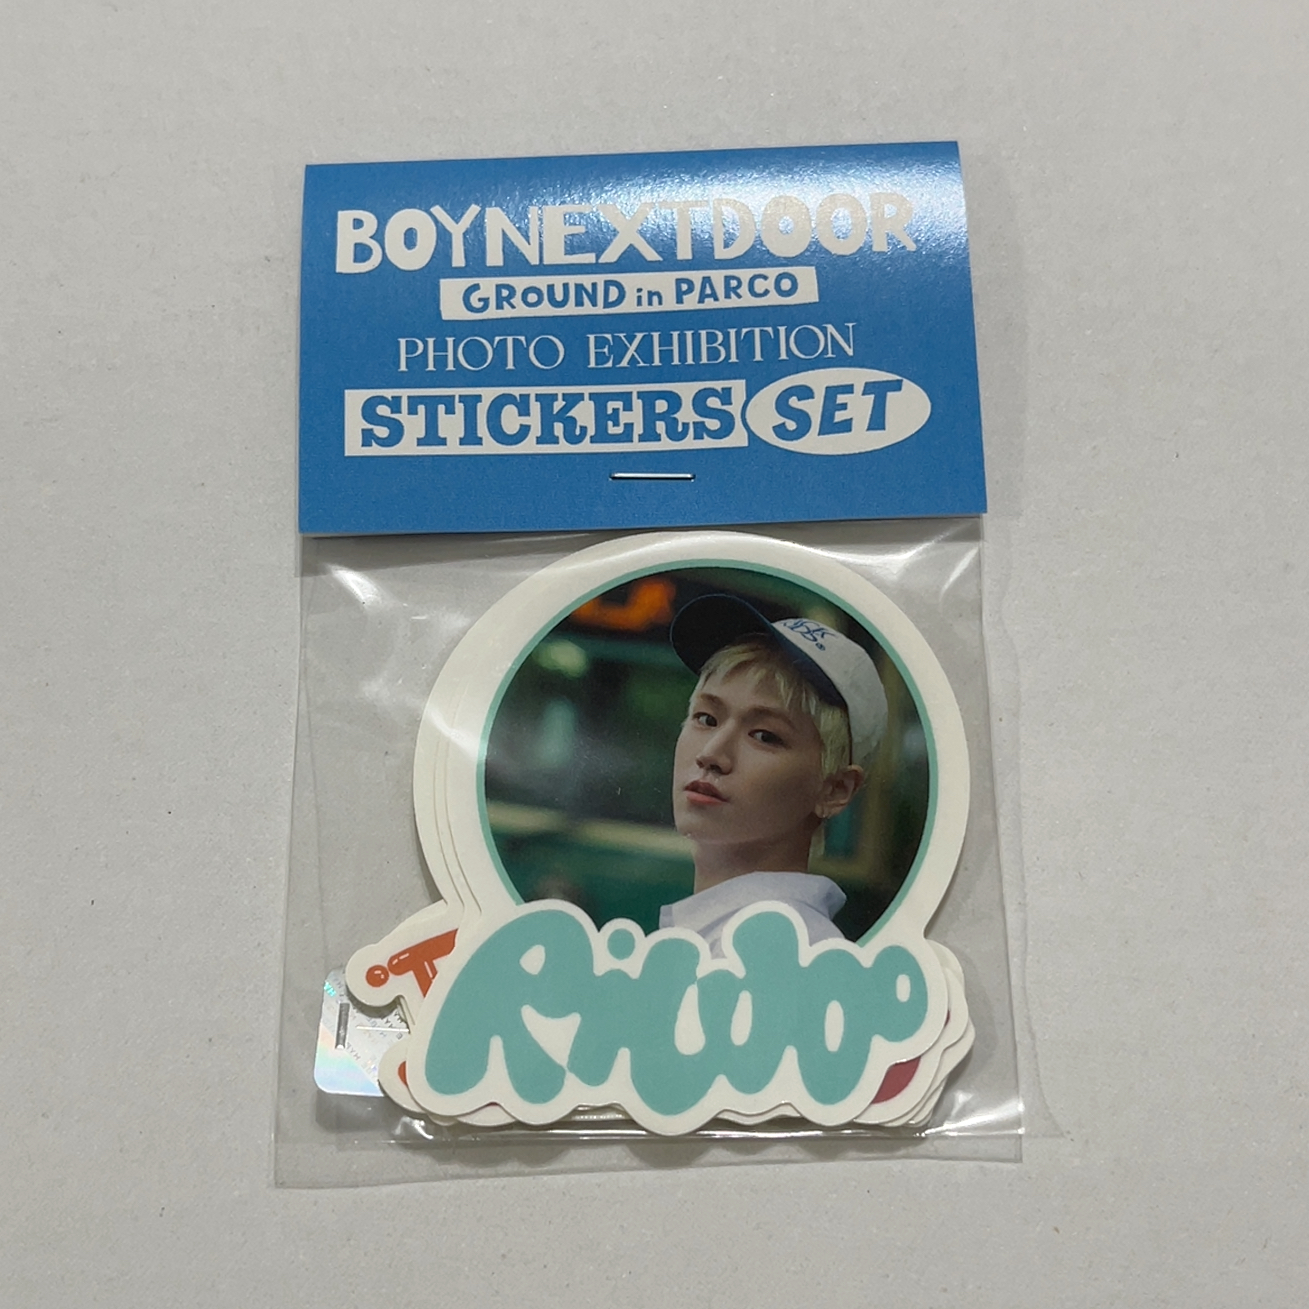 BOYNEXTDOOR
GROUND in PARCO
PHOTO EXHIBITION
STICKERS SET
Riwoo